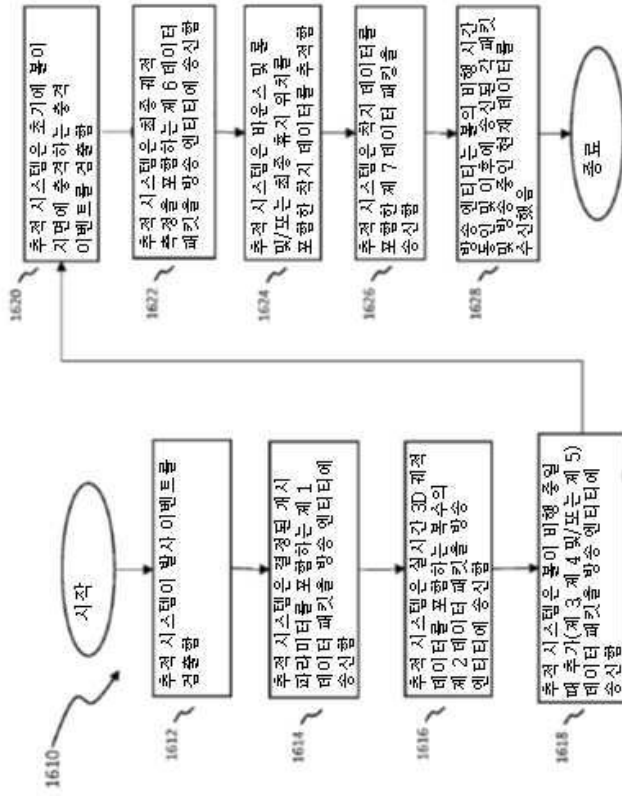 1610
시작
1612
추적 시스템이 발사 이벤트를
검출함
1614
추적 시스템은 결정된 개시
파라미터를 포함하는 제 1
데이터 패킷을 방송 엔티티에
송신함
1616
추적 시스템은 실시간 3D 궤적
데이터를 포함하는 복수의
제 2 데이터 패킷을 방송
엔티티에 송신함
1618
추적 시스템은 볼이 비행 중일
때 추가(제 3, 제 4 및/또는 제 5)
데이터 패킷을 방송 엔티티에
송신함
1620
추적 시스템은 초기에 볼이
지면에 충격하는 충격
이벤트를 검출함
1622
추적 시스템은 최종 궤적
측정을 포함하는 제 6 데이터
패킷을 방송 엔티티에 송신함
1624
추적 시스템은 바운스 및 롤
및/또는 최종 휴지 위치를
포함한 착지 데이터를 추적함
1626
추적 시스템은 착지 데이터를
포함한 제 7 데이터 패킷을
송신함
1628
방송 엔티티는 볼의 비행 시간
동안 및 이후에 송신된 각 패킷
및 방송 중인 현재 데이터를
수신했음
종료